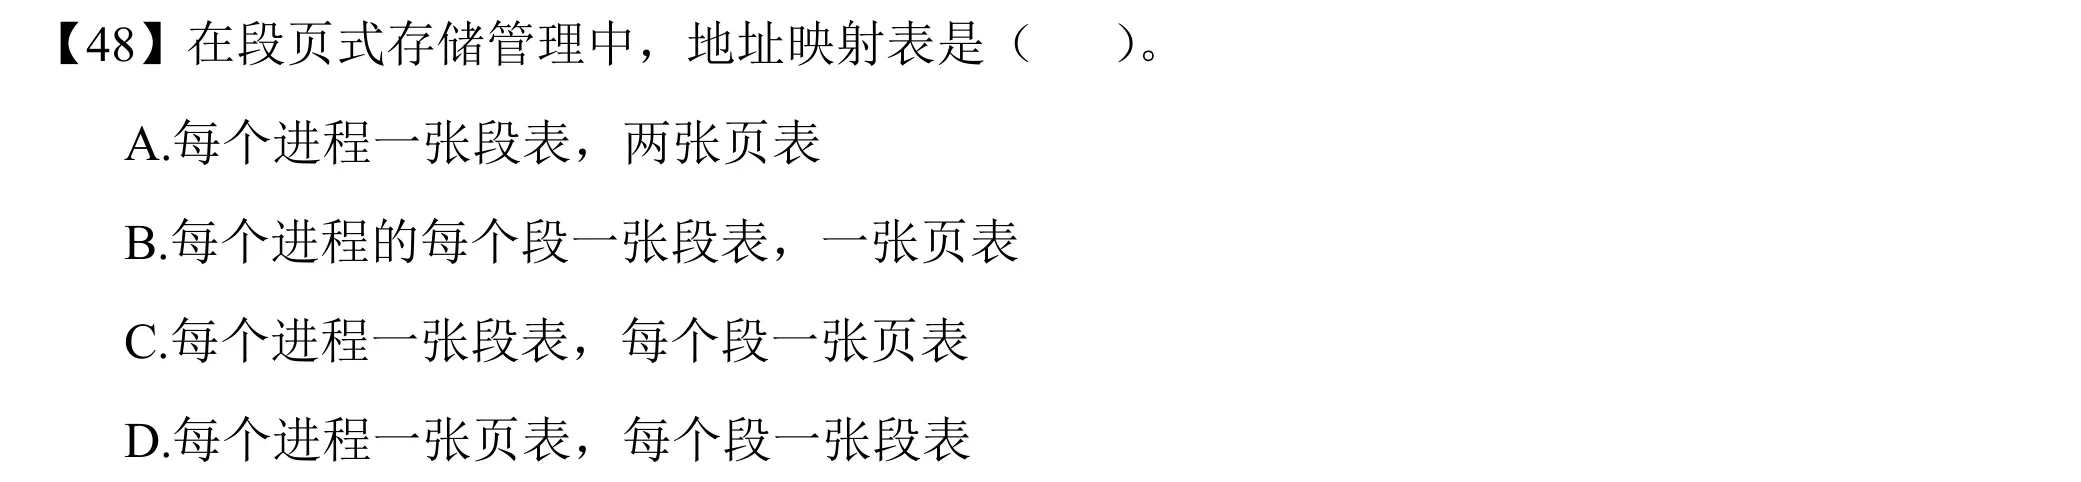 【48】在段页式存储管理中，地址映射表是（　　）。
A.每个进程一张段表，两张页表
B.每个进程的每个段一张段表，一张页表
C.每个进程一张段表，每个段一张页表
D.每个进程一张页表，每个段一张段表